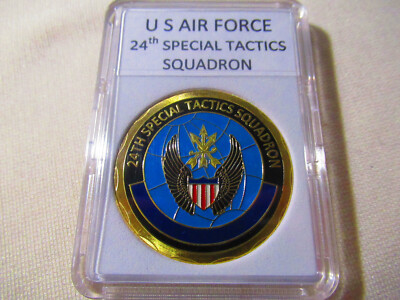 U S AIR FORCE
24th SPECIAL TACTICS
SQUADRON
24TH SPECIAL TACTICS SQUADRON